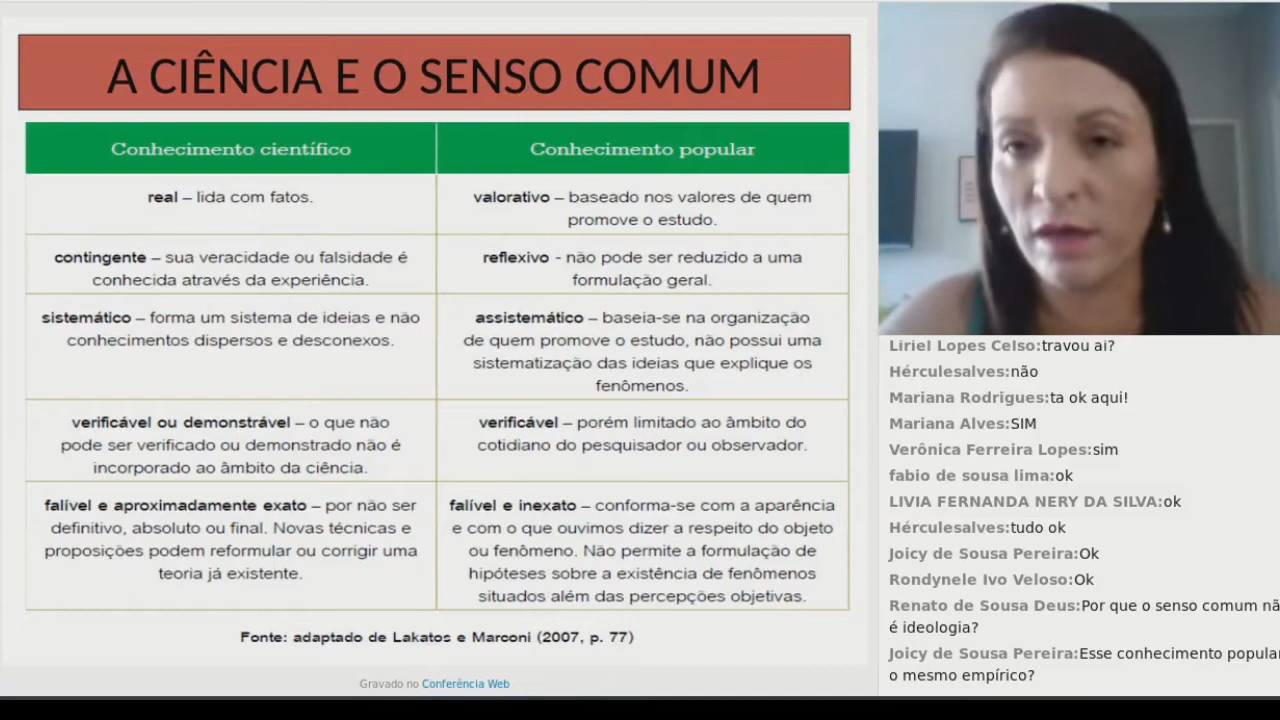 A CIÊNCIA E O SENSO COMUM
Conhecimento científico
Conhecimento popular
real – lida com fatos.
valorativo – baseado nos valores de quem
promove o estudo.
contingente – sua veracidade ou falsidade é
conhecida através da experiência.
reflexivo - não pode ser reduzido a uma
formulação geral.
sistemático – forma um sistema de ideias e não
conhecimentos dispersos e desconexos.
assistemático – baseia-se na organização
de quem promove o estudo, não possui uma
sistematização das ideias que explique os
fenômenos.
verificável ou demonstrável – o que não
pode ser verificado ou demonstrado não é
incorporado ao âmbito da ciência.
verificável – porém limitado ao âmbito do
cotidiano do pesquisador ou observador.
falível e aproximadamente exato – por não ser
definitivo, absoluto ou final. Novas técnicas e
proposições podem reformular ou corrigir uma
teoria já existente.
falível e inexato – conforma-se com a aparência
e com o que ouvimos dizer a respeito do objeto
ou fenômeno. Não permite a formulação de
hipóteses sobre a existência de fenômenos
situados além das percepções objetivas.
Fonte: adaptado de Lakatos e Marconi (2007, p. 77)
Gravado no Conferência Web
Liriel Lopes Celso:travou ai?
Hérculesalves:não
Mariana Rodrigues:ta ok aqui!
Mariana Alves:SIM
Verônica Ferreira Lopes:sim
fabio de sousa lima:ok
LIVIA FERNANDA NERY DA SILVA:ok
Hérculesalves:tudo ok
Joicy de Sousa Pereira:Ok
Rondynele Ivo Veloso:Ok
Renato de Sousa Deus:Por que o senso comum nã
é ideologia?
Joicy de Sousa Pereira:Esse conhecimento popular
o mesmo empírico?